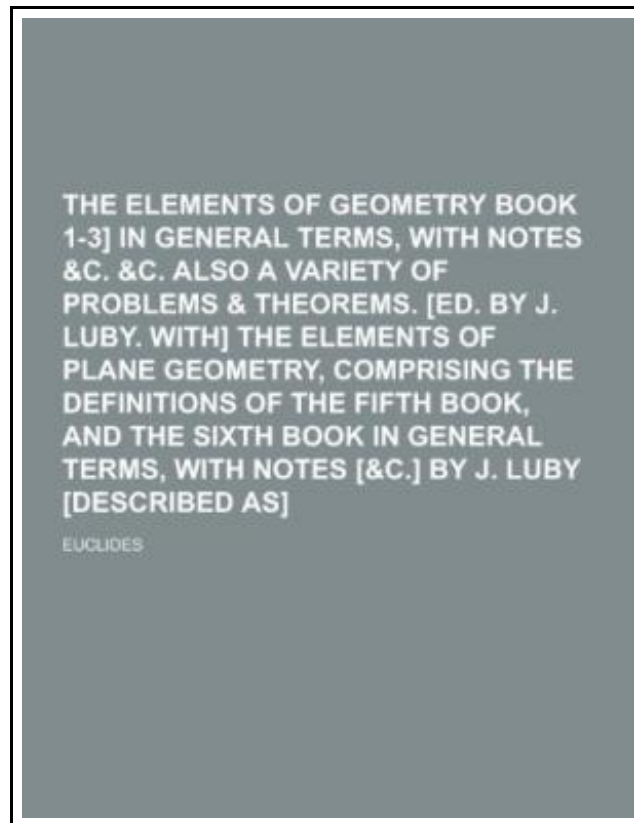 THE ELEMENTS OF GEOMETRY BOOK
1-3] IN GENERAL TERMS, WITH NOTES
&C. &C. ALSO A VARIETY OF
PROBLEMS & THEOREMS. [ED. BY J.
LUBY. WITH] THE ELEMENTS OF
PLANE GEOMETRY, COMPRISING THE
DEFINITIONS OF THE FIFTH BOOK,
AND THE SIXTH BOOK IN GENERAL
TERMS, WITH NOTES [&C.] BY J. LUBY
[DESCRIBED AS]
EUCLIDES